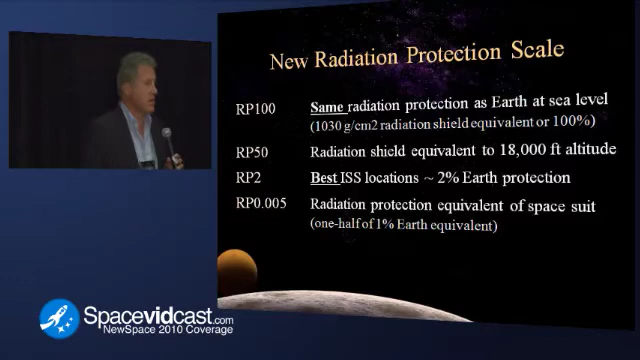 New Radiation Protection Scale
RP100 Same radiation protection as Earth at sea level
(1030 g/cm2 radiation shield equivalent or 100%)
RP50 Radiation shield equivalent to 18,000 ft altitude
RP2 Best ISS locations ~ 2% Earth protection
RP0.005 Radiation protection equivalent of space suit
(one-half of 1% Earth equivalent)
Spacevidcast.com
NewSpace 2010 Coverage